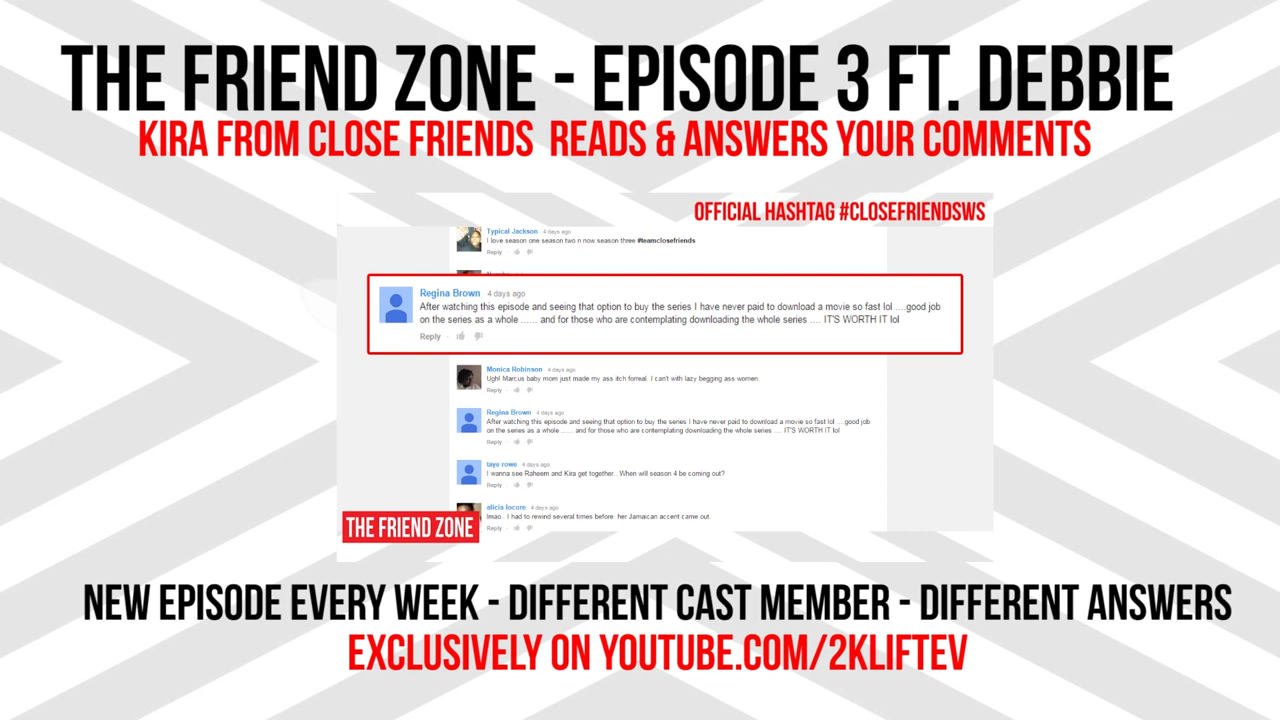 THE FRIEND ZONE - EPISODE 3 FT. DEBBIE
KIRA FROM CLOSE FRIENDS READS & ANSWERS YOUR COMMENTS
OFFICIAL HASHTAG #CLOSEFRIENDSWS
Typical Jackson 4 days ago
I love season one season two n now season three #teamclosefriends
Reply
Regina Brown 4 days ago
After watching this episode and seeing that option to buy the series I have never paid to download a movie so fast lol ....good job
on the series as a whole ...... and for those who are contemplating downloading the whole series .... IT'S WORTH IT lol
Reply
Monica Robinson 4 days ago
Ugh! Marcus baby mom just made my ass itch forreal. I can't with lazy begging ass women.
Reply
Regina Brown 4 days ago
After watching this episode and seeing that option to buy the series I have never paid to download a movie so fast lol ....good job
on the series as a whole ...... and for those who are contemplating downloading the whole series .... IT'S WORTH IT lol
Reply
taye rowe 4 days ago
I wanna see Raheem and Kira get together.. When will season 4 be coming out?
Reply
alicia locure 4 days ago
lmao.. I had to rewind several times before. her Jamaican accent came out.
Reply
THE FRIEND ZONE
NEW EPISODE EVERY WEEK - DIFFERENT CAST MEMBER - DIFFERENT ANSWERS
EXCLUSIVELY ON YOUTUBE.COM/2KLIFTEV